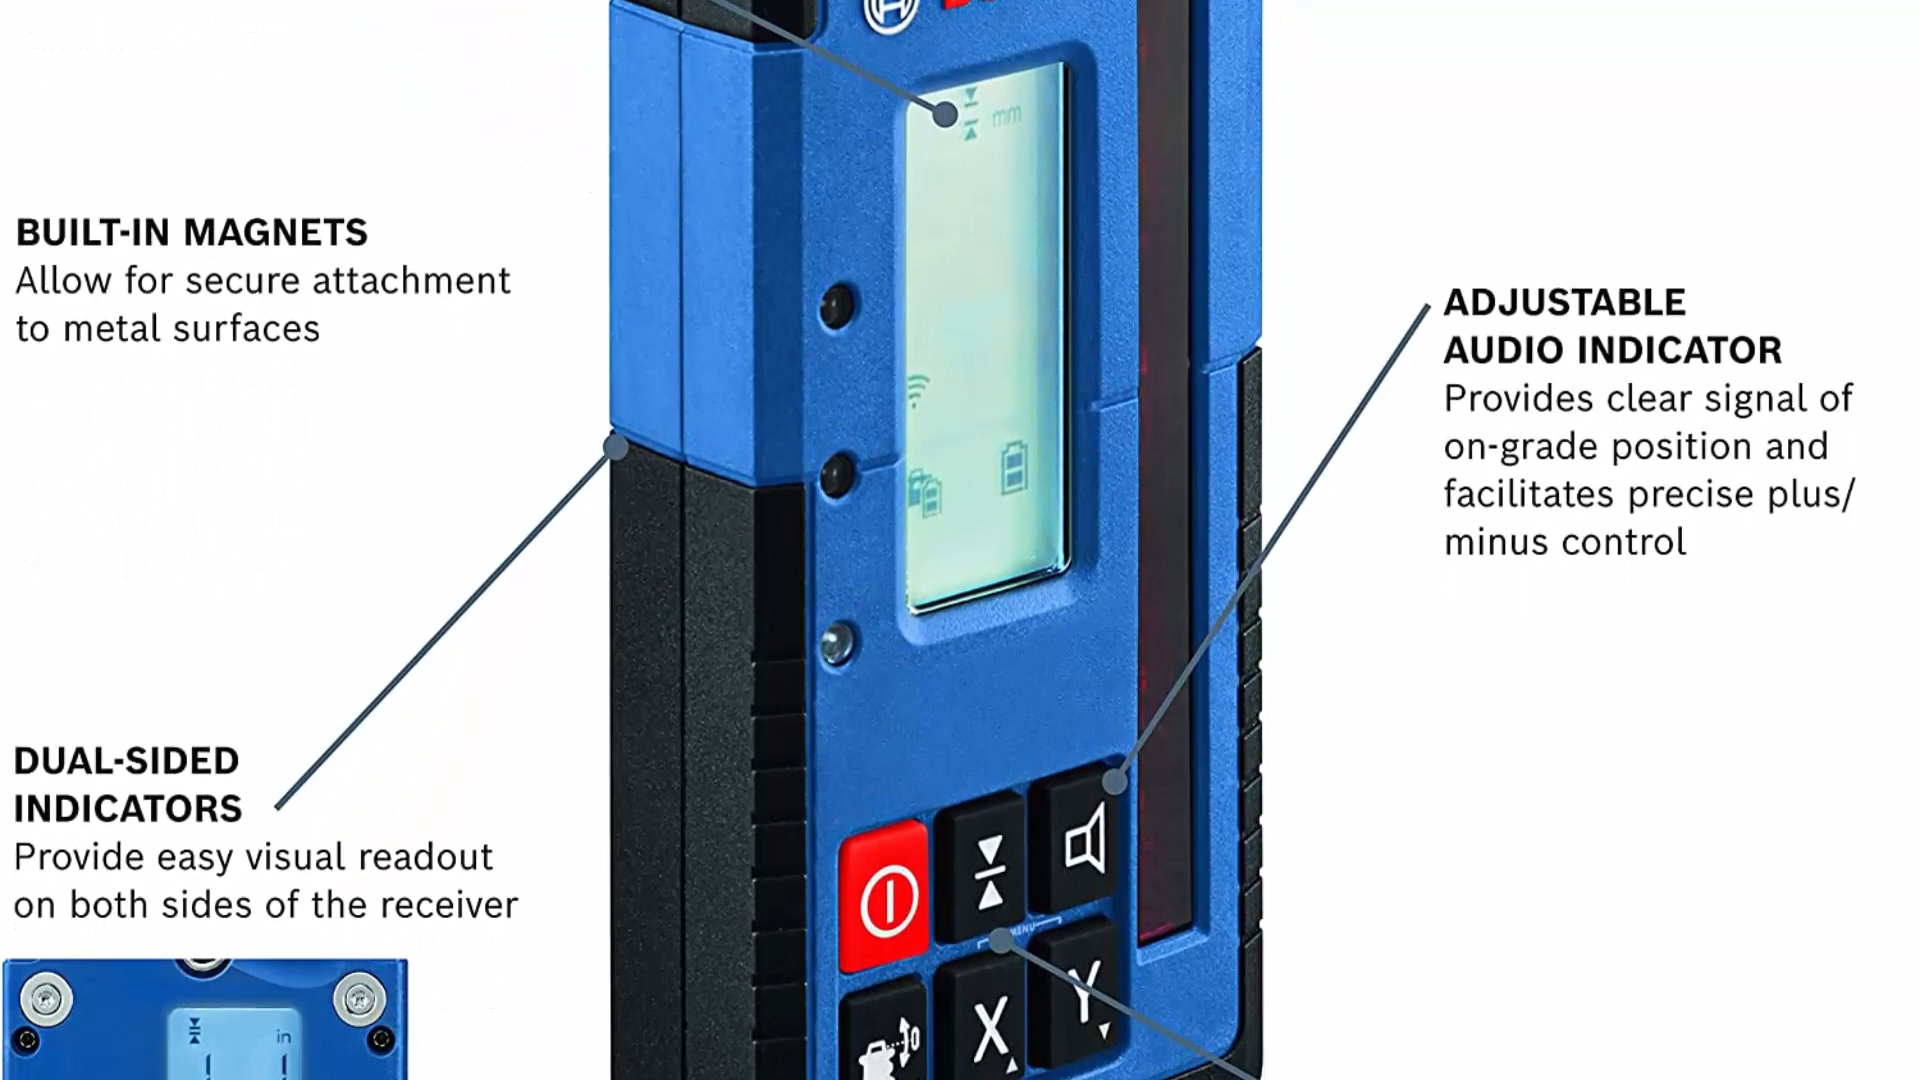 mm
BUILT-IN MAGNETS
Allow for secure attachment
to metal surfaces
ADJUSTABLE
AUDIO INDICATOR
Provides clear signal of
on-grade position and
facilitates precise plus/
minus control
DUAL-SIDED
INDICATORS
Provide easy visual readout
on both sides of the receiver
MENU
X
Y
in